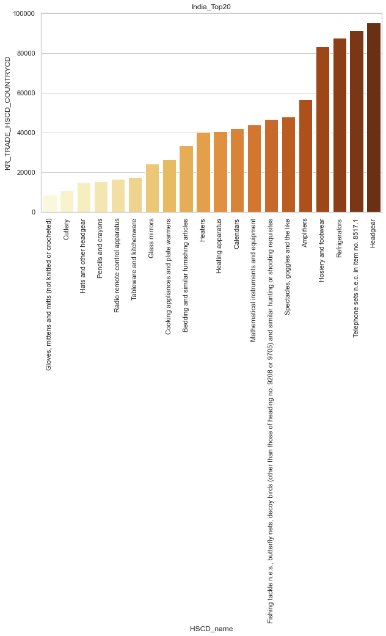 India_Top20
KR_TRADE_HSCD_COUNTRYCD
100000
80000
60000
40000
20000
0
Gloves, mittens and mitts (not knitted or crocheted)
Cutlery
Hats and other headgear
Pencils and crayons
Radio remote control apparatus
Tableware and kitchenware
Glass mirrors
Cooking appliances and plate warmers
Bedding and similar furnishing articles
Heaters
Heating apparatus
Calendars
Mathematical instruments and equipment
Fishing tackle n.e.s., butterfly nets, decoy birds (other than those of heading no. 9208 or 9705) and similar hunting or shooting requisites
Spectacles, goggles and the like
Amplifiers
Hosiery and footwear
Refrigerators
Telephone sets n.e.c. in item no. 8517.1
Headgear
HSCD_name